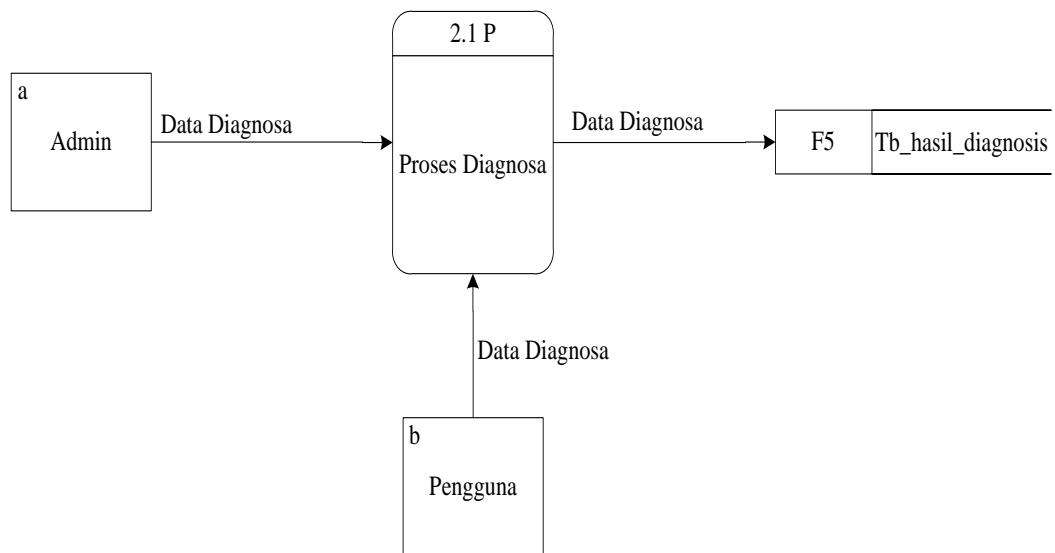 2.1 P
a
Admin
Data Diagnosa
Proses Diagnosa
Data Diagnosa
F5
Tb_hasil_diagnosis
Data Diagnosa
b
Pengguna